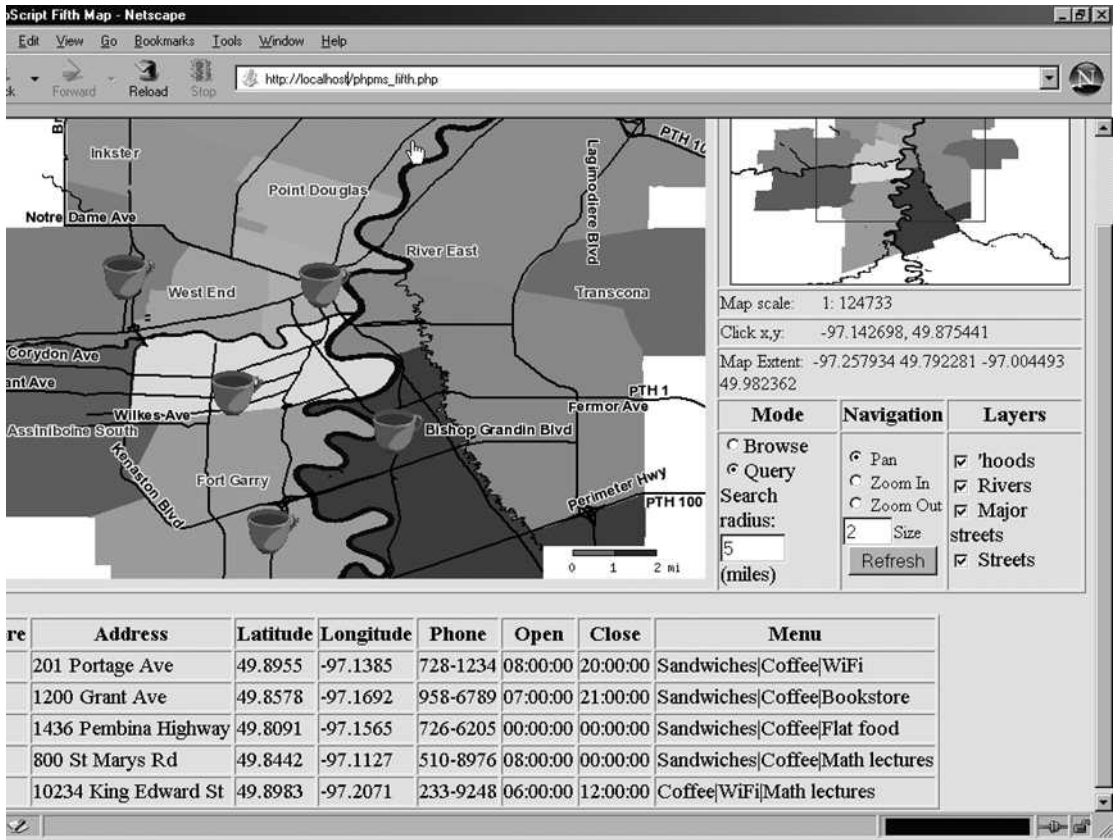 oScript Fifth Map - Netscape
Edit View Go Bookmarks Tools Window Help
ck Forward Reload Stop
http://localhost/phpms_fifth.php
N
Br
Inkster
Point Douglas
Lagimodiere Blvd
PTH 10
Notre Dame Ave
River East
West End
Transcona
Corydon Ave
ant Ave
PTH 1
Fermor Ave
Wilkes Ave
Assiniboine South
Bishop Grandin Blvd
Kenaston Blvd
Fort Garry
Perimeter Hwy
PTH 100
0 1 2 mi
Map scale: 1: 124733
Click x,y: -97.142698, 49.875441
Map Extent: -97.257934 49.792281 -97.004493
49.982362
Mode Navigation Layers
Browse
Query
Search
radius:
5
(miles)
Pan
Zoom In
Zoom Out
2 Size
Refresh
'hoods
Rivers
Major
streets
Streets
re Address Latitude Longitude Phone Open Close Menu
201 Portage Ave 49.8955 -97.1385 728-1234 08:00:00 20:00:00 Sandwiches|Coffee|WiFi
1200 Grant Ave 49.8578 -97.1692 958-6789 07:00:00 21:00:00 Sandwiches|Coffee|Bookstore
1436 Pembina Highway 49.8091 -97.1565 726-6205 00:00:00 00:00:00 Sandwiches|Coffee|Flat food
800 St Marys Rd 49.8442 -97.1127 510-8976 08:00:00 00:00:00 Sandwiches|Coffee|Math lectures
10234 King Edward St 49.8983 -97.2071 233-9248 06:00:00 12:00:00 Coffee|WiFi|Math lectures